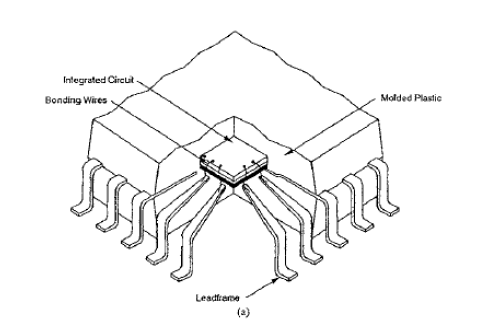 Integrated Circuit
Bonding Wires
Molded Plastic
Leadframe
(a)